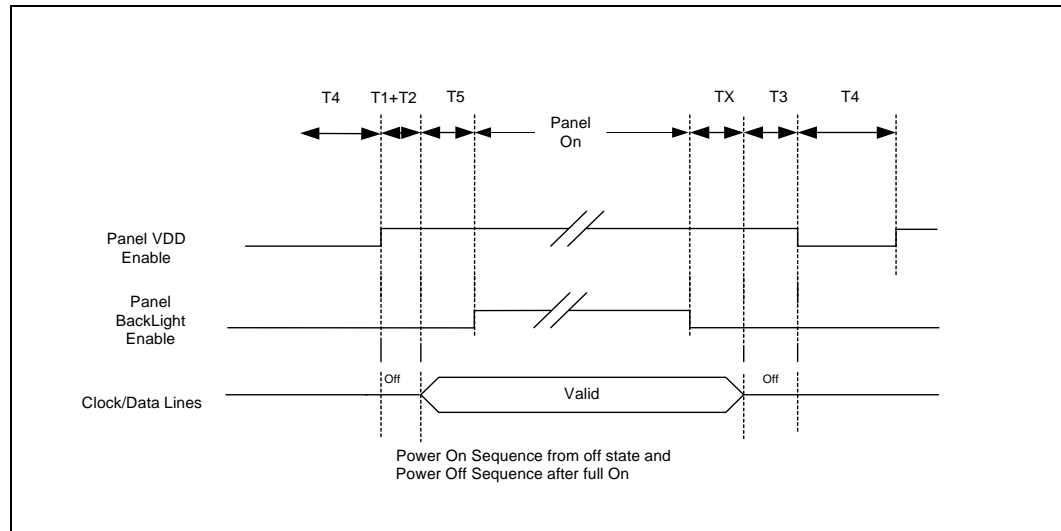 T4 T1+T2 T5 TX T3 T4
Panel
On
Panel VDD
Enable
Panel
BackLight
Enable
Off Off
Clock/Data Lines Valid
Power On Sequence from off state and
Power Off Sequence after full On